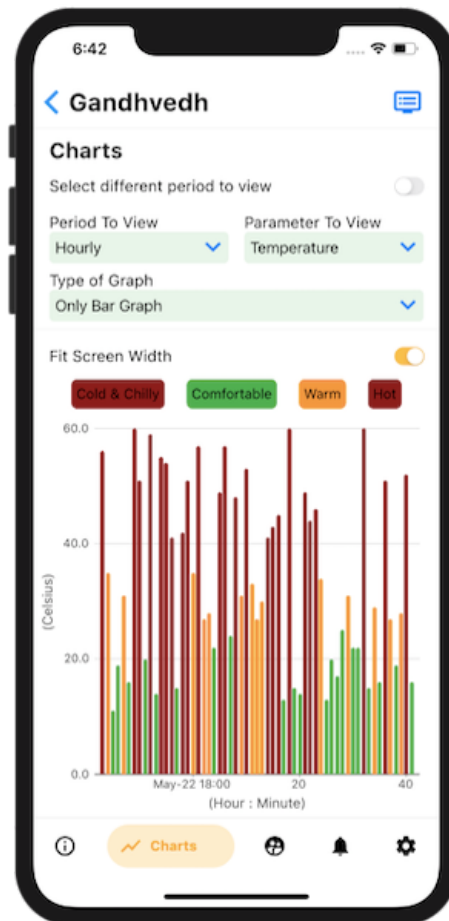 6:42
Gandhvedh
Charts
Select different period to view
Period To View Parameter To View
Hourly Temperature
Type of Graph
Only Bar Graph
Fit Screen Width
Cold & Chilly Comfortable Warm Hot
60.0
40.0
20.0
0.0
(Celsius)
May-22 18:00 20 40
(Hour : Minute)
Charts